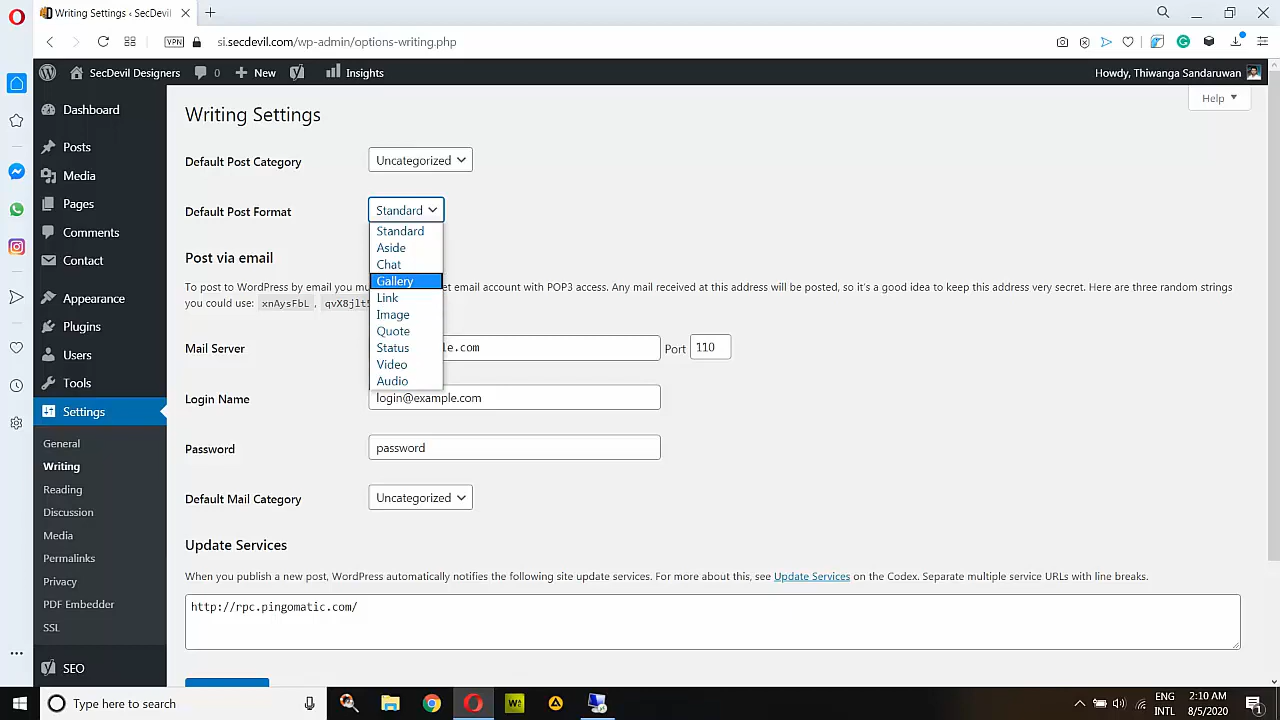 Writing Settings ‹ SecDevil
VPN
si.secdevil.com/wp-admin/options-writing.php
SecDevil Designers
0
New
Insights
Howdy, Thiwanga Sandaruwan
Help
Dashboard
Posts
Media
Pages
Comments
Contact
Appearance
Plugins
Users
Tools
Settings
General
Writing
Reading
Discussion
Media
Permalinks
Privacy
PDF Embedder
SSL
SEO
Writing Settings
Default Post Category
Uncategorized
Default Post Format
Standard
Standard
Aside
Chat
Gallery
Link
Image
Quote
Status
Video
Audio
Post via email
To post to WordPress by email you mu
et email account with POP3 access. Any mail received at this address will be posted, so it's a good idea to keep this address very secret. Here are three random strings
you could use: xnAysFbL , qvX8jlt5
Mail Server
le.com
Port 110
Login Name
login@example.com
Password
password
Default Mail Category
Uncategorized
Update Services
When you publish a new post, WordPress automatically notifies the following site update services. For more about this, see Update Services on the Codex. Separate multiple service URLs with line breaks.
http://rpc.pingomatic.com/
Type here to search
ENG
INTL
2:10 AM
8/5/2020
1